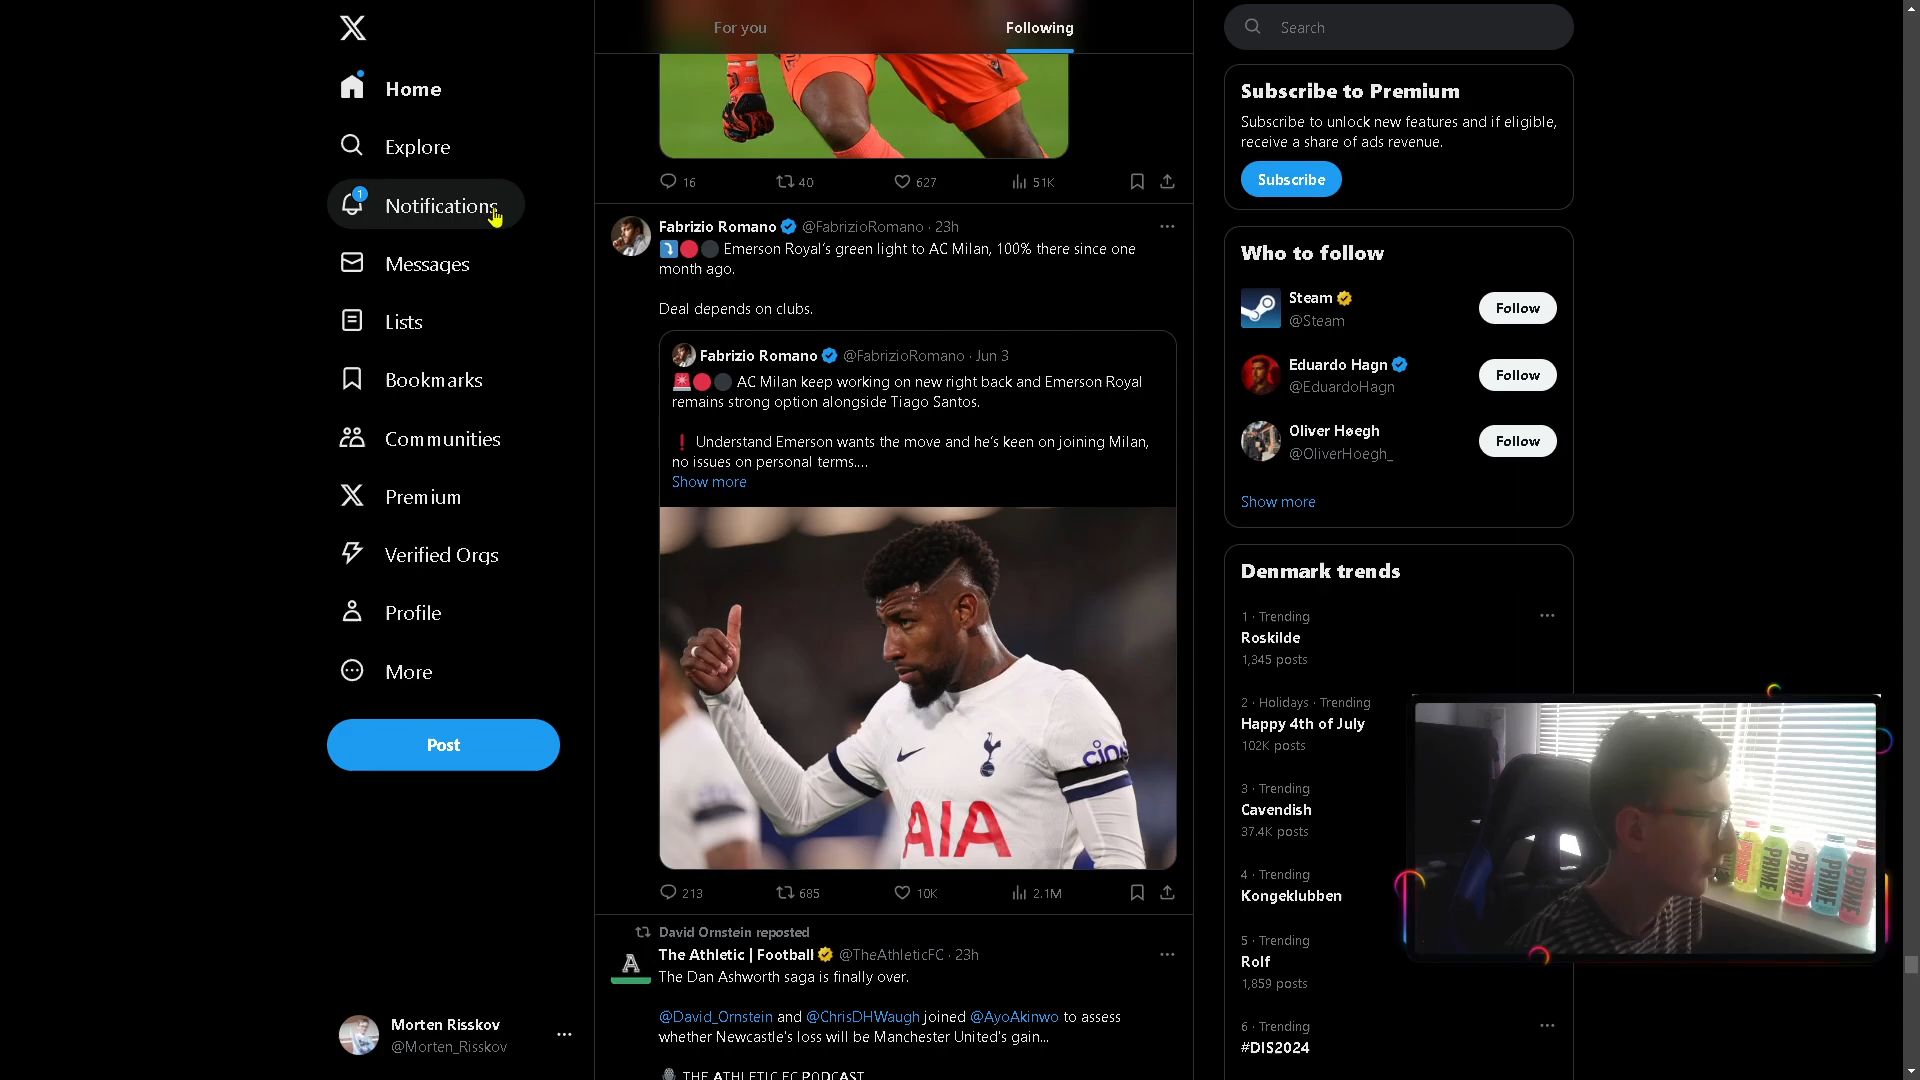 Home
Explore
1
Notifications
Messages
Lists
Bookmarks
Communities
Premium
Verified Orgs
Profile
More
Post
Morten Risskov
@Morten_Risskov
For you
Following
16
40
627
51K
Fabrizio Romano @FabrizioRomano · 23h
⤵️🔴⚫️ Emerson Royal's green light to AC Milan, 100% there since one
month ago.
Deal depends on clubs.
Fabrizio Romano @FabrizioRomano · Jun 3
🚨🔴⚫️ AC Milan keep working on new right back and Emerson Royal
remains strong option alongside Tiago Santos.
❗️ Understand Emerson wants the move and he's keen on joining Milan,
no issues on personal terms....
Show more
cinch
AIA
213
685
10K
2.1M
David Ornstein reposted
The Athletic | Football @TheAthleticFC · 23h
The Dan Ashworth saga is finally over.
@David_Ornstein and @ChrisDHWaugh joined @AyoAkinwo to assess
whether Newcastle's loss will be Manchester United's gain...
🎙️ THE ATHLETIC FC PODCAST
Search
Subscribe to Premium
Subscribe to unlock new features and if eligible,
receive a share of ads revenue.
Subscribe
Who to follow
Steam
@Steam
Follow
Eduardo Hagn
@EduardoHagn
Follow
Oliver Høegh
@OliverHoegh_
Follow
Show more
Denmark trends
1 · Trending
Roskilde
1,345 posts
2 · Holidays · Trending
Happy 4th of July
102K posts
3 · Trending
Cavendish
37.4K posts
4 · Trending
Kongeklubben
5 · Trending
Rolf
1,859 posts
6 · Trending
#DIS2024
PRIME
PRIME
PRIME
PRIME
PRIME